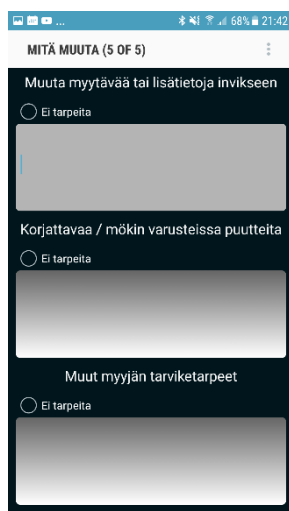 ... 68% 21:42
MITÄ MUUTA (5 OF 5)
Muuta myytävää tai lisätietoja invikseen
Ei tarpeita
Korjattavaa / mökin varusteissa puutteita
Ei tarpeita
Muut myyjän tarviketarpeet
Ei tarpeita